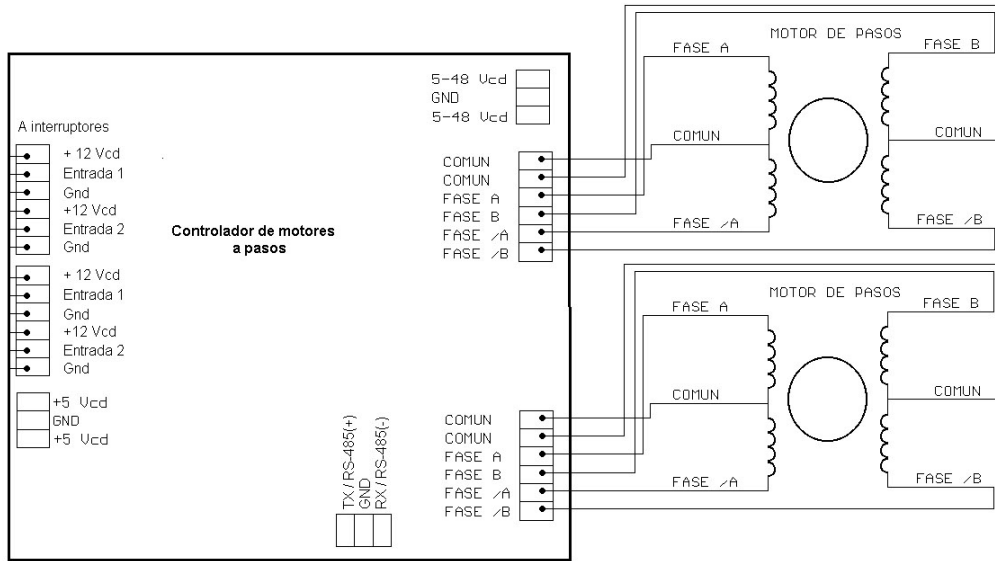 5-48 Vcd
GND
5-48 Vcd
A interruptores
+ 12 Vcd
Entrada 1
Gnd
+12 Vcd
Entrada 2
Gnd
+ 12 Vcd
Entrada 1
Gnd
+12 Vcd
Entrada 2
Gnd
+5 Vcd
GND
+5 Vcd
Controlador de motores
a pasos
TX / RS-485(+)
GND
RX / RS-485(-)
COMUN
COMUN
FASE A
FASE B
FASE /A
FASE /B
COMUN
COMUN
FASE A
FASE B
FASE /A
FASE /B
MOTOR DE PASOS
FASE A
FASE B
COMUN
COMUN
FASE /A
FASE /B
MOTOR DE PASOS
FASE A
FASE B
COMUN
COMUN
FASE /A
FASE /B